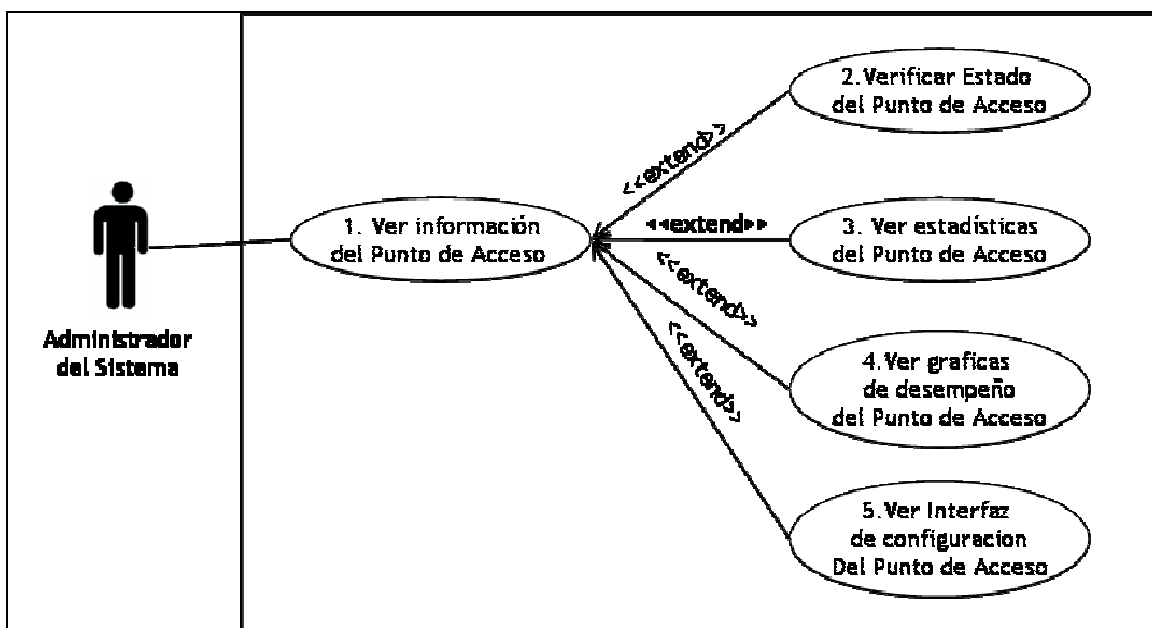 2.Verificar Estado
del Punto de Acceso
<<extend>>
1. Ver información
del Punto de Acceso
<<extend>>
3. Ver estadísticas
del Punto de Acceso
<<extend>>
Administrador
del Sistema
<<extend>>
4.Ver graficas
de desempeño
del Punto de Acceso
5.Ver Interfaz
de configuracion
Del Punto de Acceso